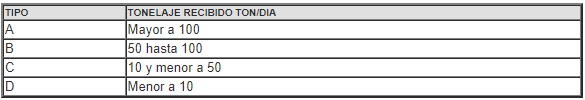 TIPO TONELAJE RECIBIDO TON/DIA
A Mayor a 100
B 50 hasta 100
C 10 y menor a 50
D Menor a 10